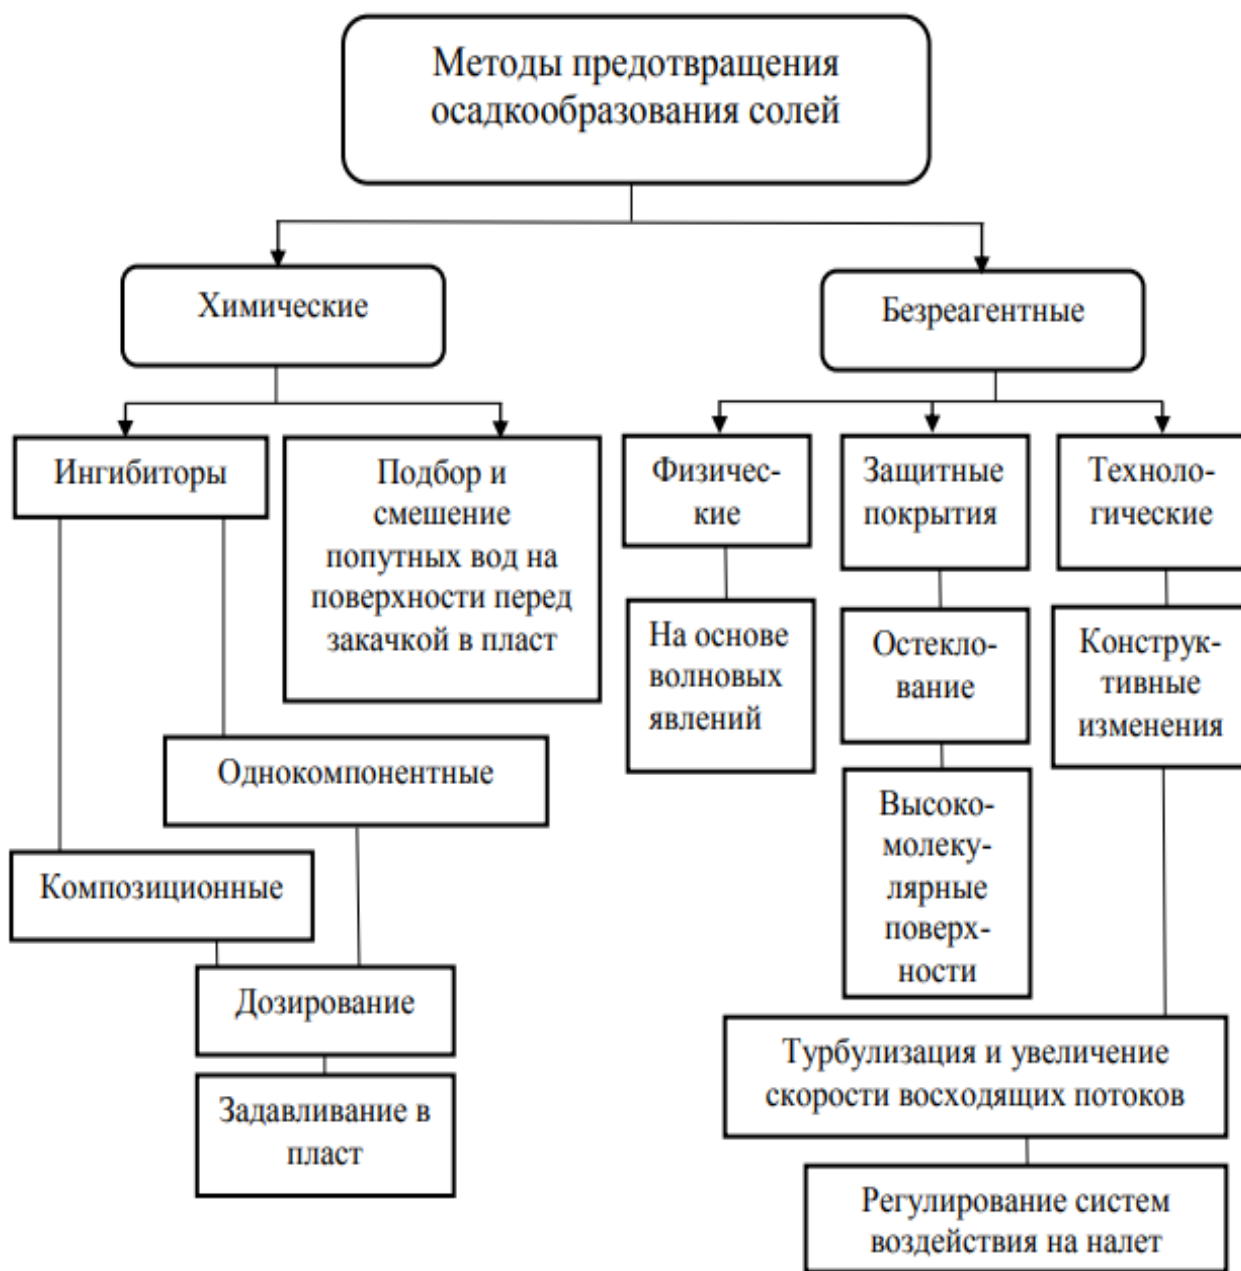 Методы предотвращения
осадкообразования солей
Химические
Безреагентные
Ингибиторы
Подбор и
смешение
попутных вод на
поверхности перед
закачкой в пласт
Физичес-
кие
Защитные
покрытия
Техноло-
гические
На основе
волновых
явлений
Остекло-
вание
Конструк-
тивные
изменения
Однокомпонентные
Высоко-
молеку-
лярные
поверх-
ности
Композиционные
Дозирование
Задавливание в
пласт
Турбулизация и увеличение
скорости восходящих потоков
Регулирование систем
воздействия на налет